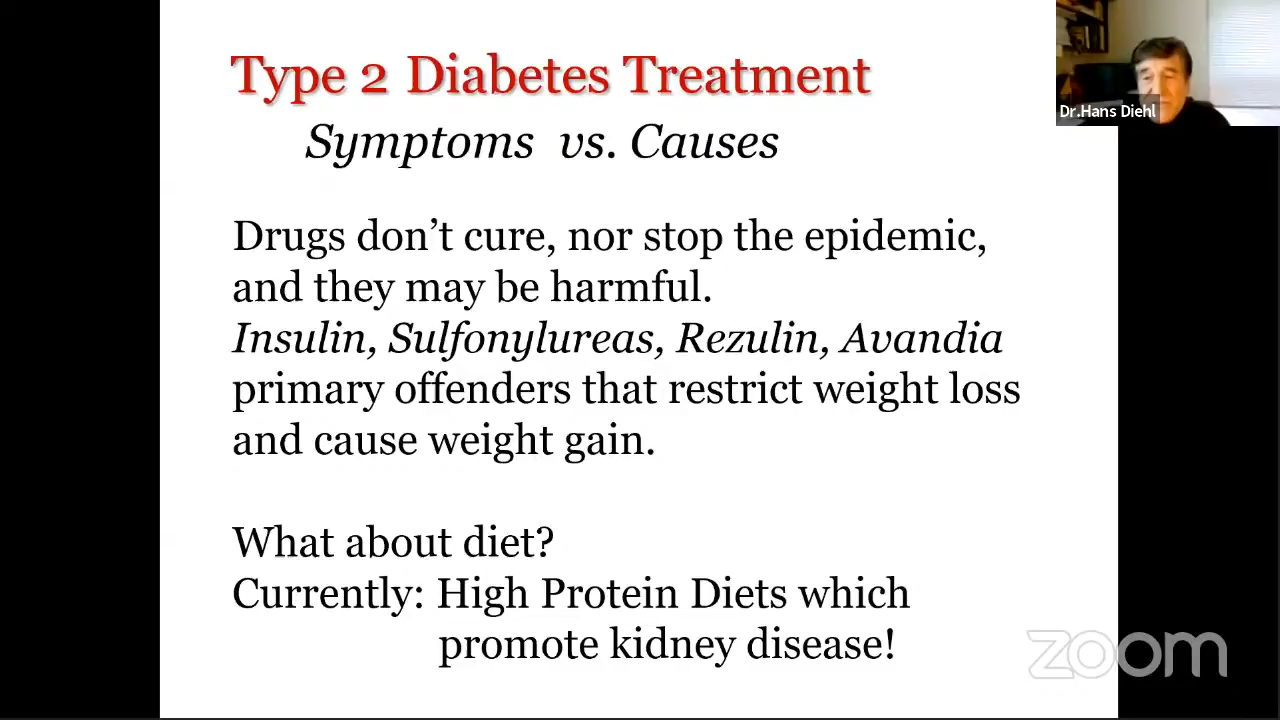 Type 2 Diabetes Treatment
Symptoms vs. Causes
Dr.Hans Diehl
Drugs don’t cure, nor stop the epidemic,
and they may be harmful.
Insulin, Sulfonylureas, Rezulin, Avandia
primary offenders that restrict weight loss
and cause weight gain.
What about diet?
Currently: High Protein Diets which
promote kidney disease!
zoom